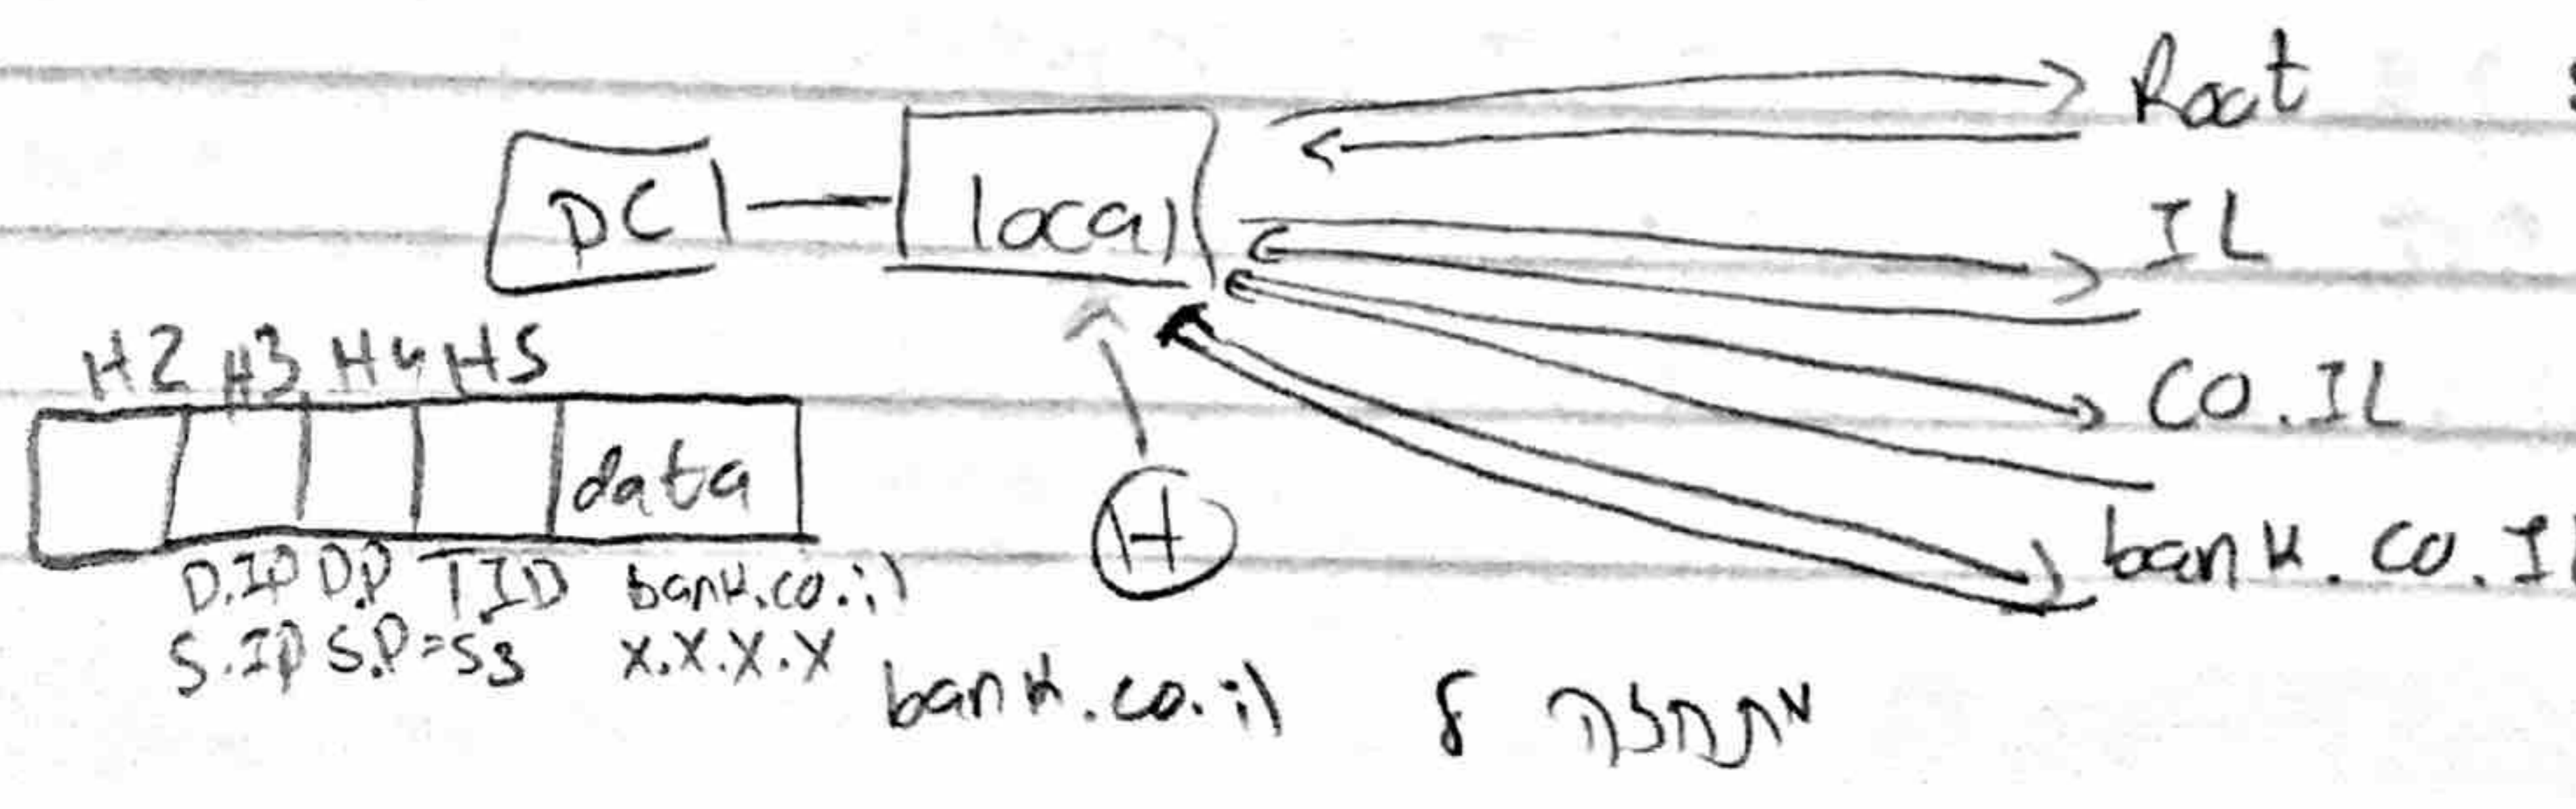 Root
PC local IL
H2 H3 H4 H5
CO.IL
data
H
bank.co.I
D.IP D.P TID bank.co.il
S.IP S.P=53 X.X.X.X
מתחזה ל bank.co.il